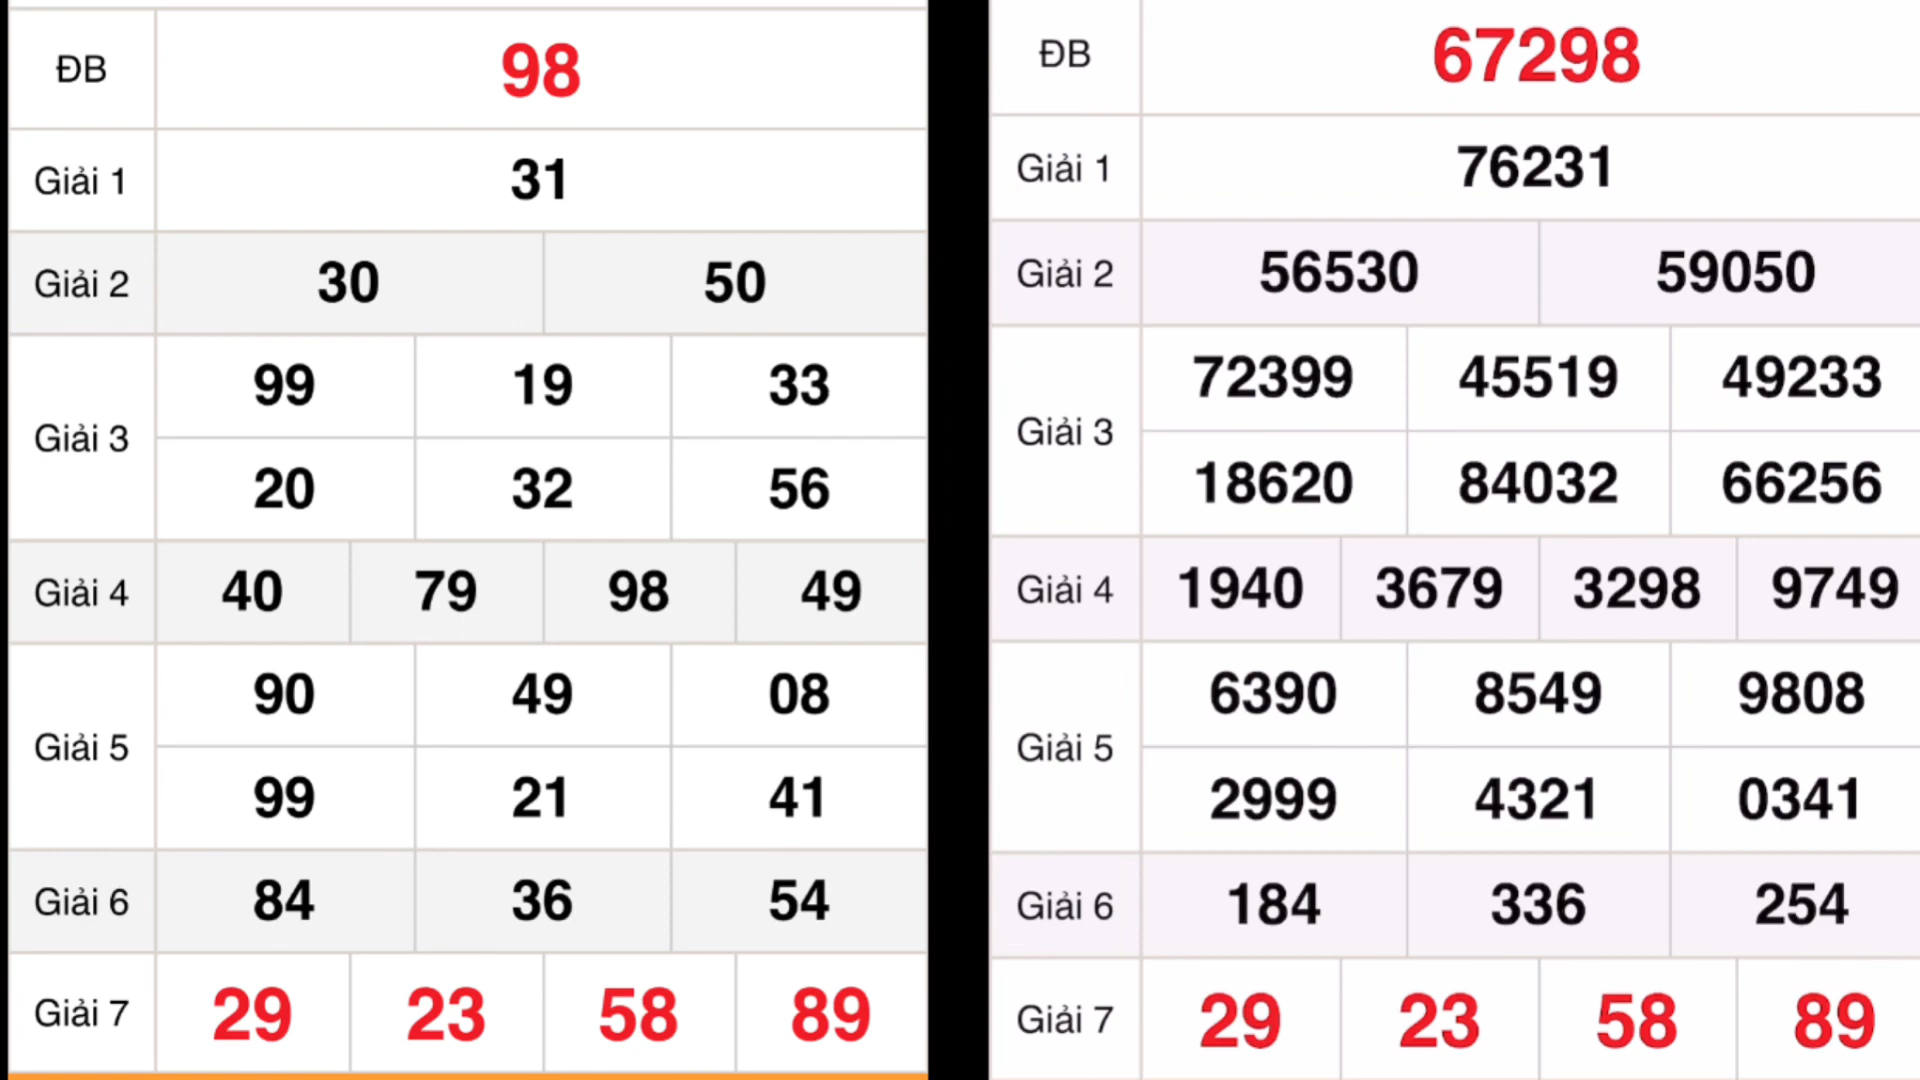 ĐB 98
Giải 1 31
Giải 2 30 50
Giải 3 99 19 33
20 32 56
Giải 4 40 79 98 49
Giải 5 90 49 08
99 21 41
Giải 6 84 36 54
Giải 7 29 23 58 89
ĐB 67298
Giải 1 76231
Giải 2 56530 59050
Giải 3 72399 45519 49233
18620 84032 66256
Giải 4 1940 3679 3298 9749
Giải 5 6390 8549 9808
2999 4321 0341
Giải 6 184 336 254
Giải 7 29 23 58 89